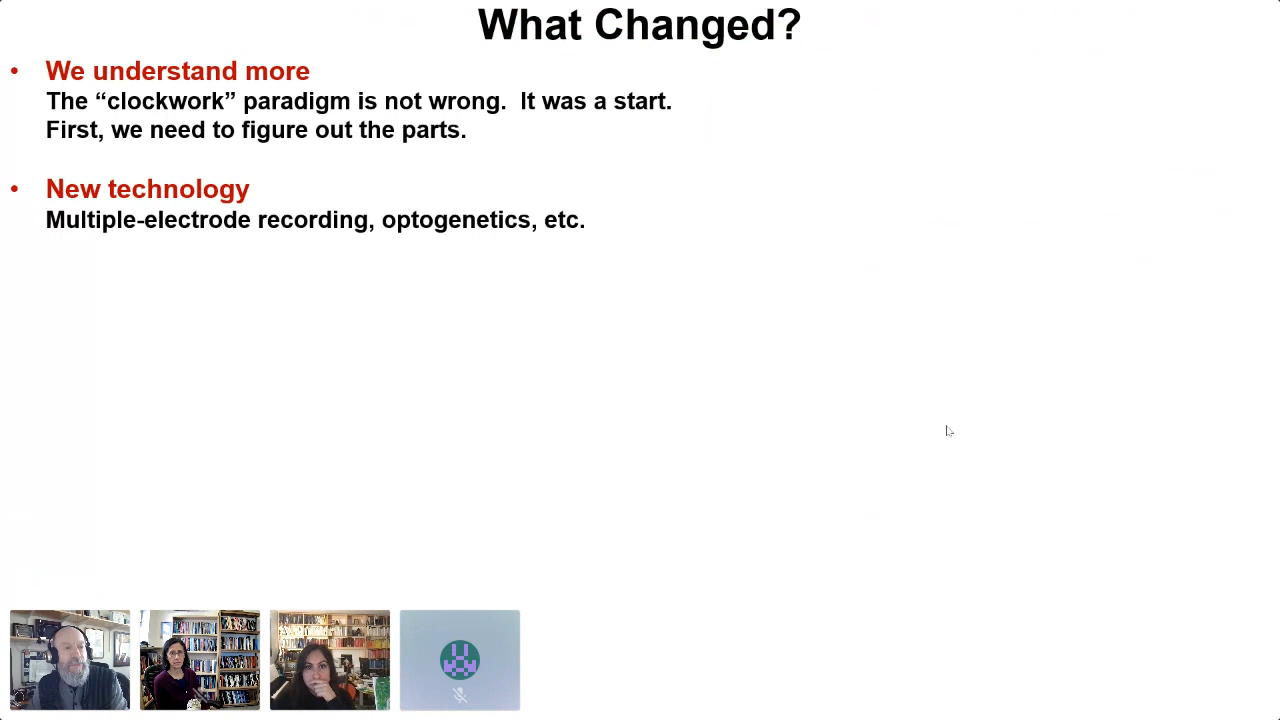 What Changed?
• We understand more
The “clockwork” paradigm is not wrong.  It was a start.
First, we need to figure out the parts.
• New technology
Multiple-electrode recording, optogenetics, etc.